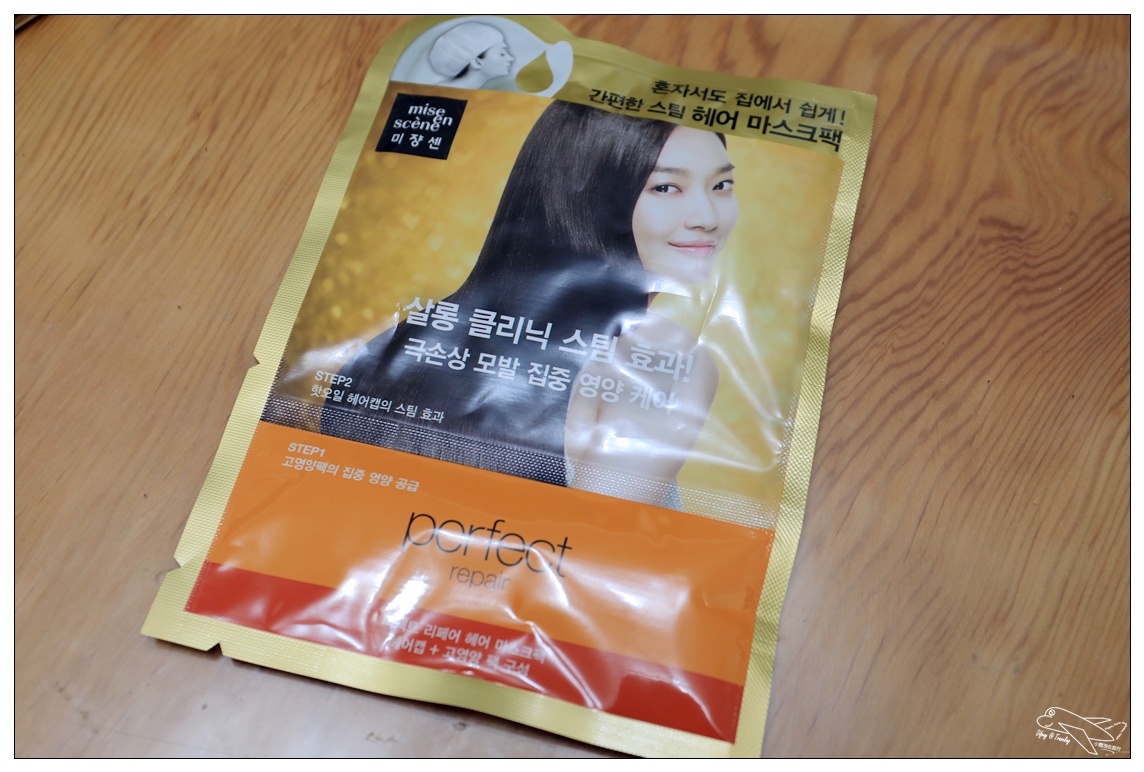 혼자서도 집에서 쉽게!
간편한 스팀 헤어 마스크팩
mise
en
scène
미쟝센
살롱 클리닉 스팀 효과!
극손상 모발 집중 영양 케어
STEP2
핫오일 헤어캡의 스팀 효과
STEP1
고영양팩의 집중 영양 공급
perfect
repair
리페어 헤어 마스크팩
헤어캡 + 고영양 팩 구성